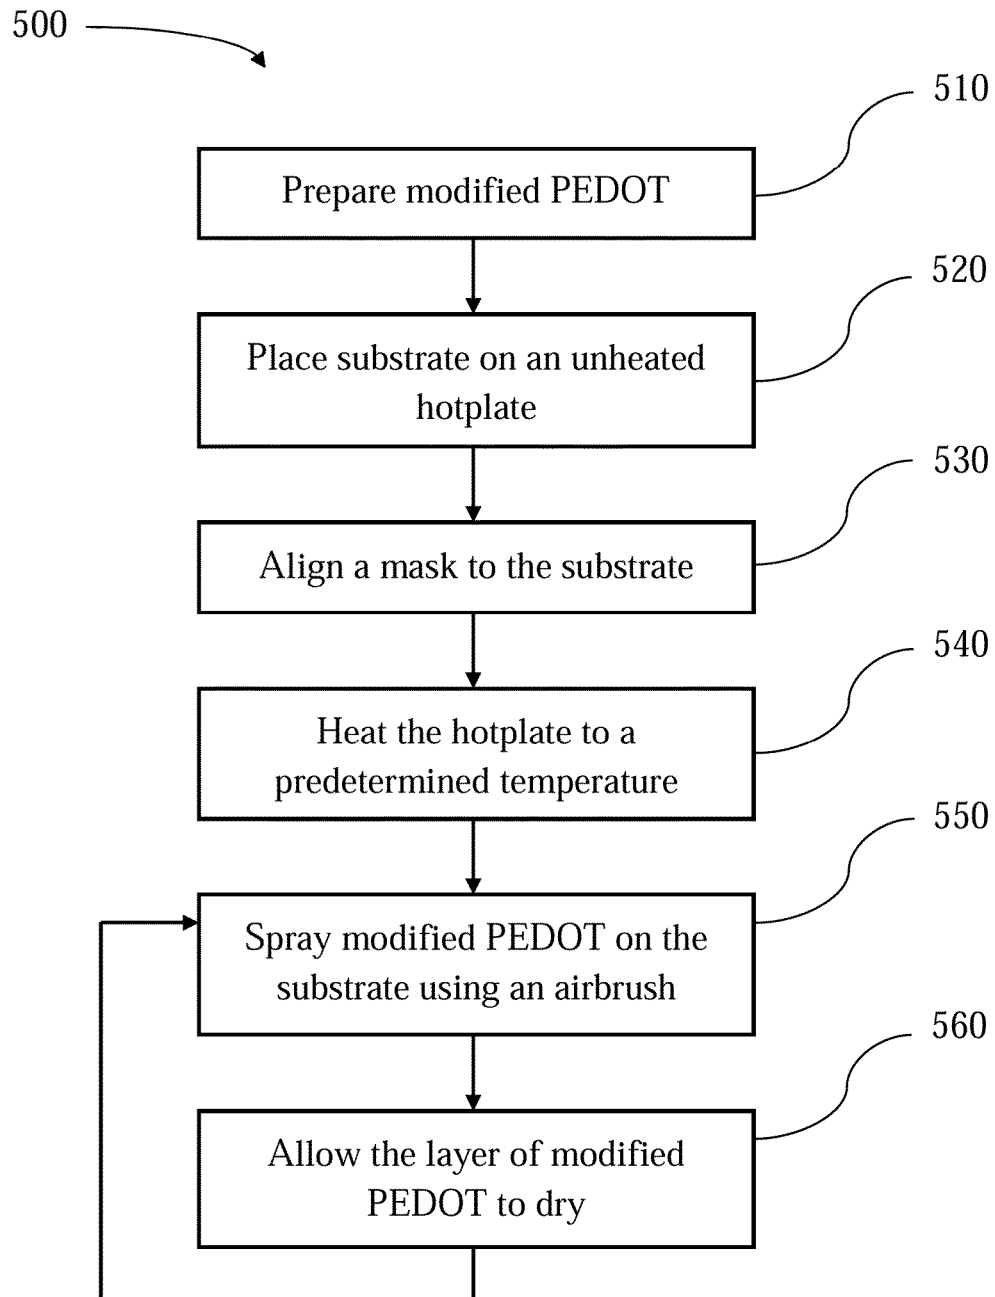 500
510
Prepare modified PEDOT
520
Place substrate on an unheated
hotplate
530
Align a mask to the substrate
540
Heat the hotplate to a
predetermined temperature
550
Spray modified PEDOT on the
substrate using an airbrush
560
Allow the layer of modified
PEDOT to dry